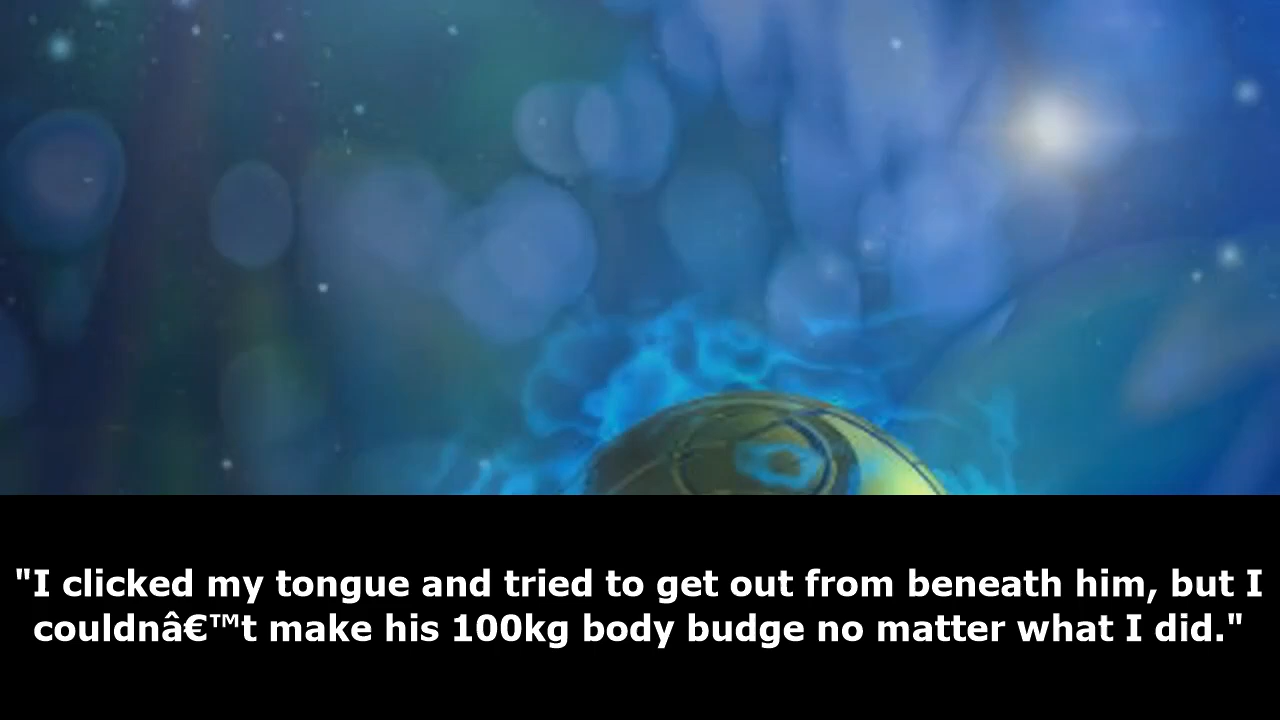 "I clicked my tongue and tried to get out from beneath him, but I
couldnâ€™t make his 100kg body budge no matter what I did."